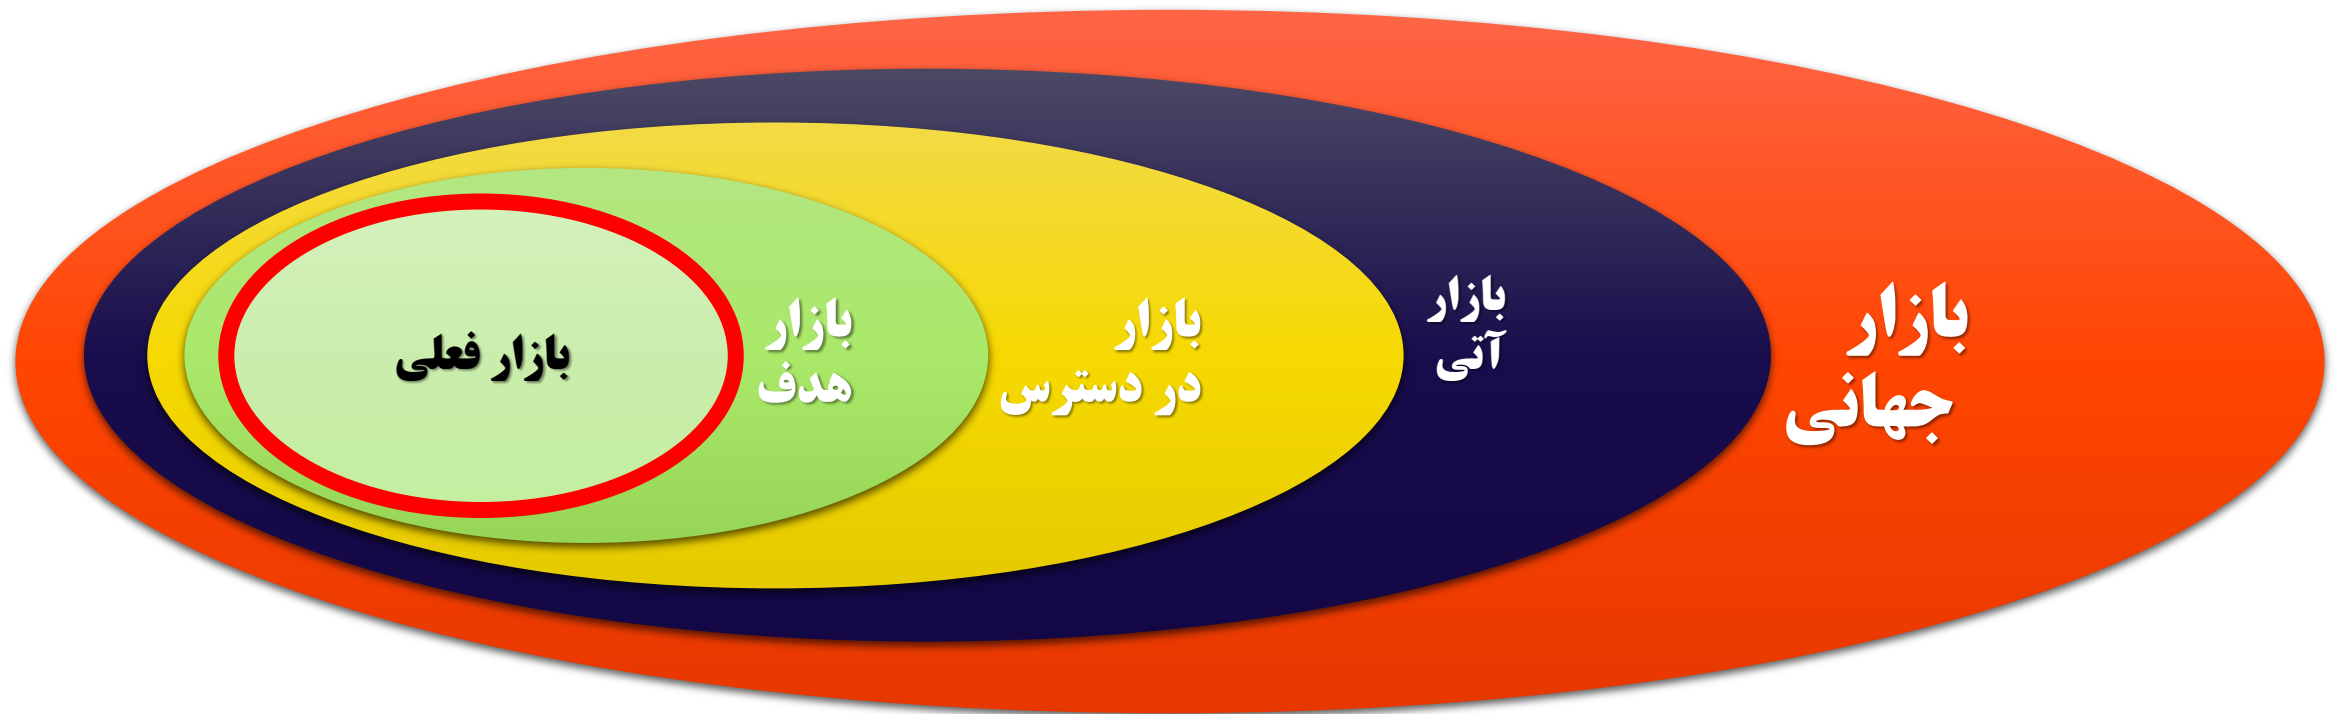 بازار
جهانی
بازار
آتی
بازار
در دسترس
بازار
هدف
بازار فعلی